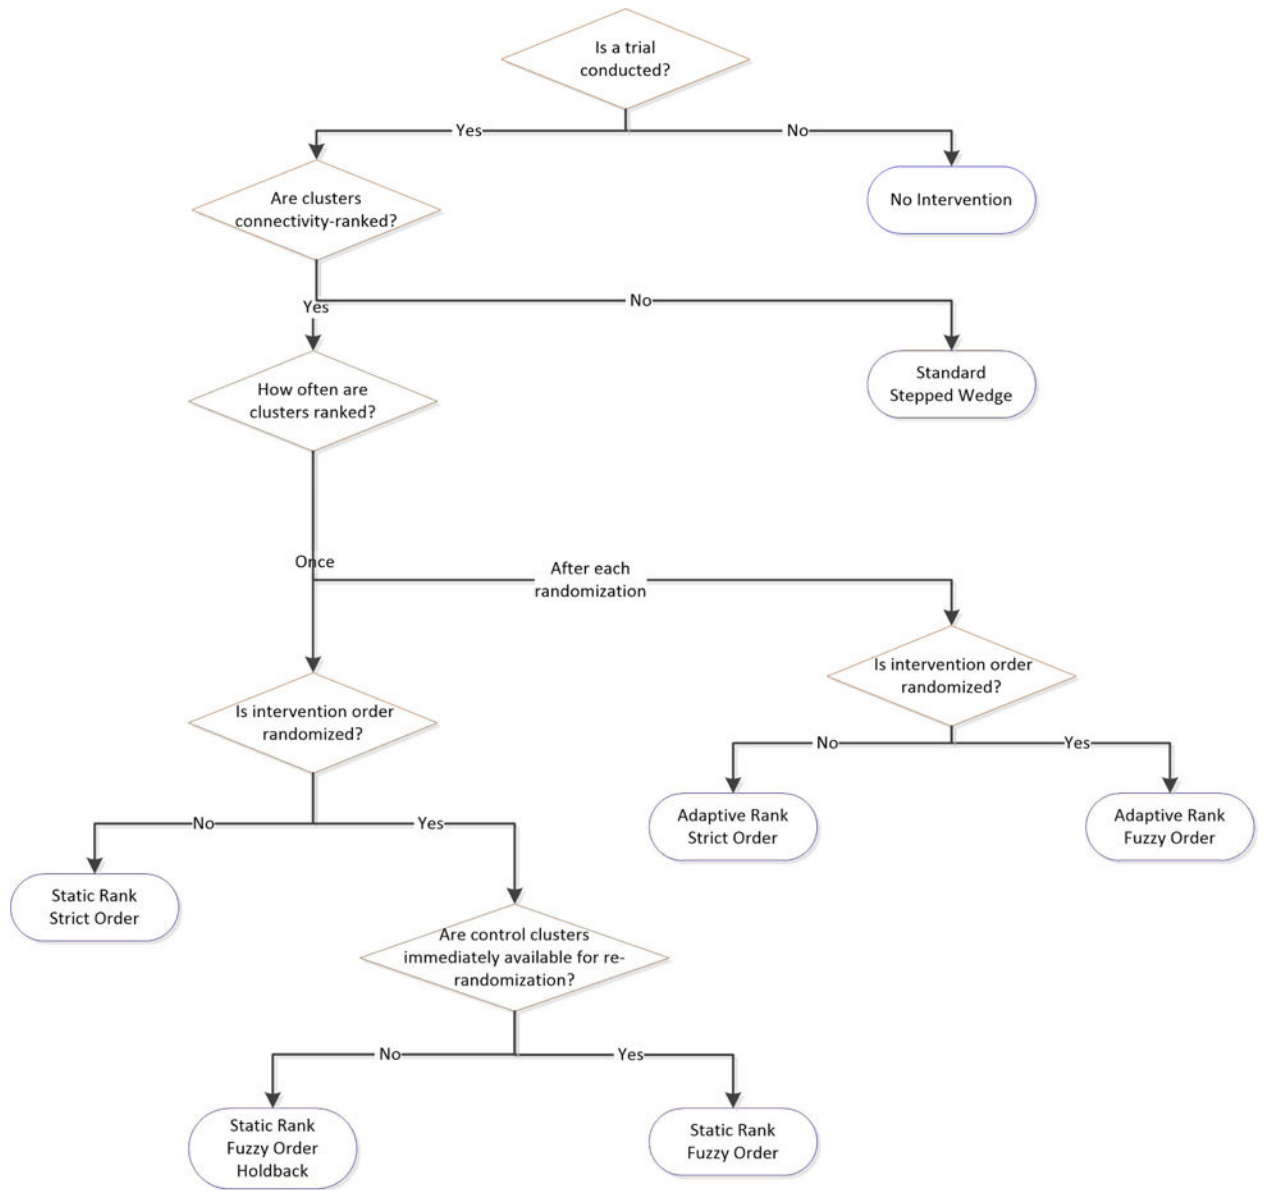 Is a trial
conducted?
Yes
No
Are clusters
connectivity-ranked?
No Intervention
Yes
No
How often are
clusters ranked?
Standard
Stepped Wedge
Once
After each
randomization
Is intervention order
randomized?
Is intervention order
randomized?
No
Yes
Adaptive Rank
Strict Order
Adaptive Rank
Fuzzy Order
No
Yes
Static Rank
Strict Order
Are control clusters
immediately available for re-
randomization?
No
Yes
Static Rank
Fuzzy Order
Holdback
Static Rank
Fuzzy Order